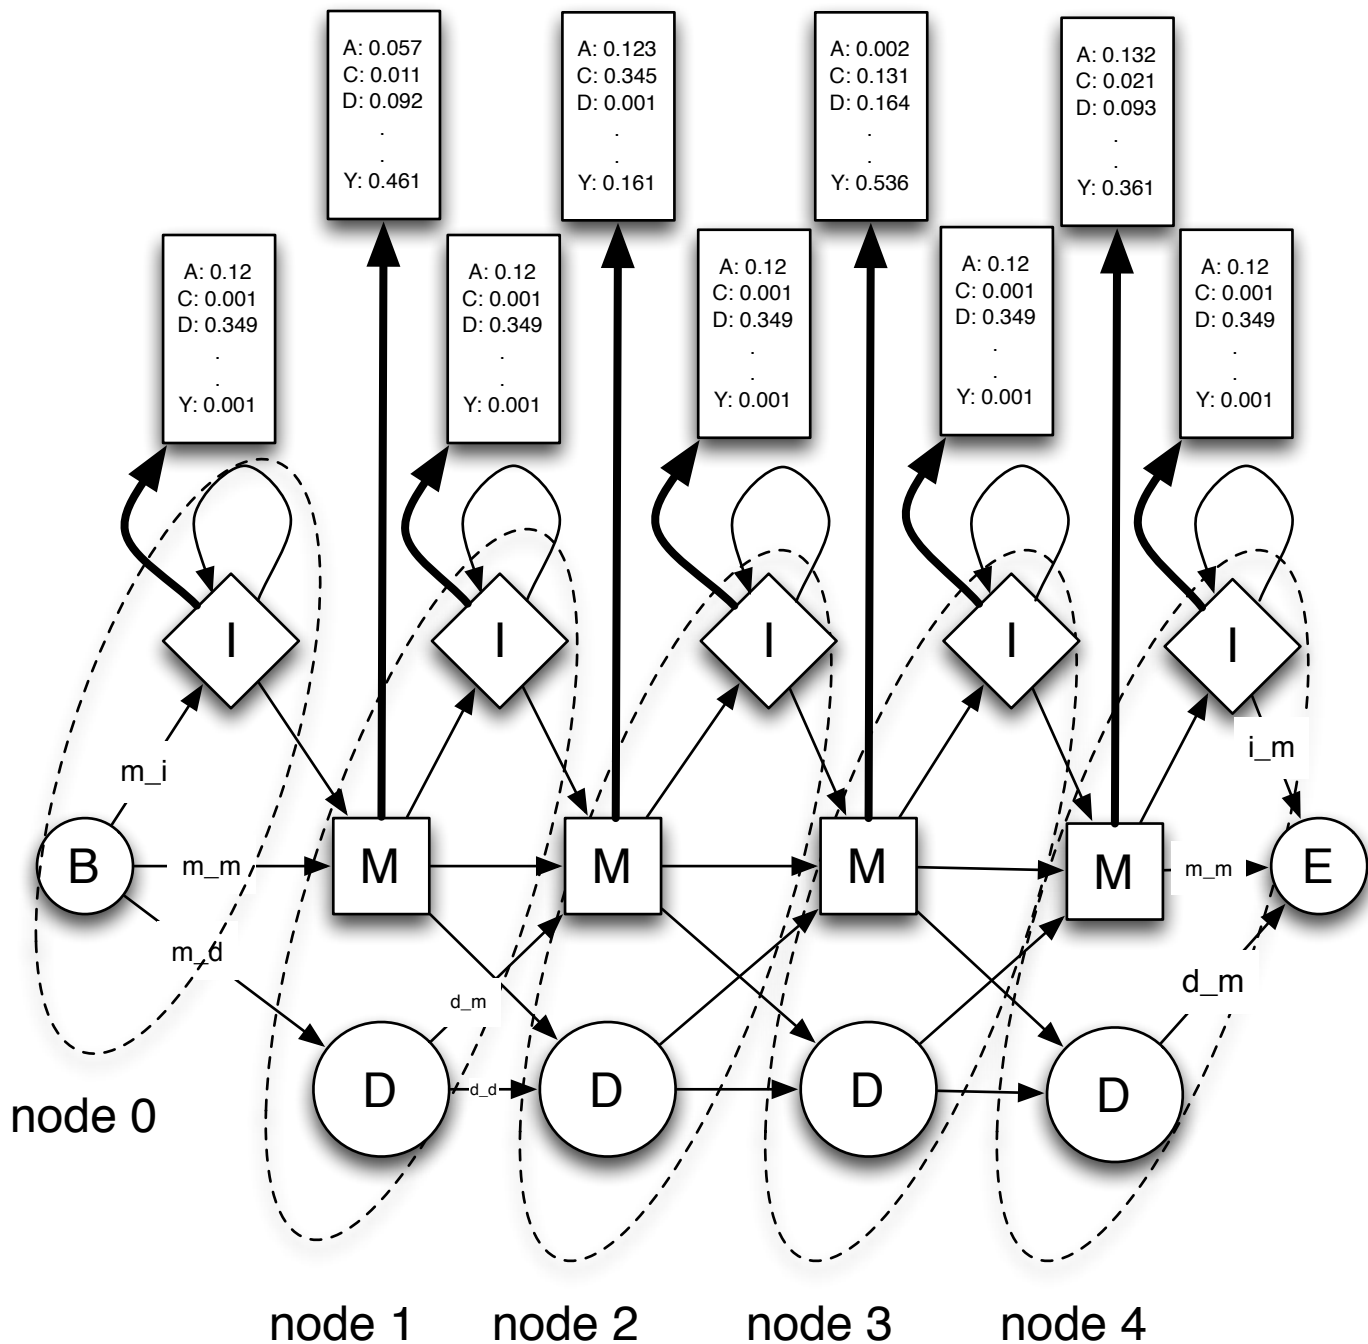 A: 0.057
C: 0.011
D: 0.092
.
.
Y: 0.461
A: 0.123
C: 0.345
D: 0.001
.
.
Y: 0.161
A: 0.002
C: 0.131
D: 0.164
.
.
Y: 0.536
A: 0.132
C: 0.021
D: 0.093
.
.
Y: 0.361
A: 0.12
C: 0.001
D: 0.349
.
.
Y: 0.001
A: 0.12
C: 0.001
D: 0.349
.
.
Y: 0.001
A: 0.12
C: 0.001
D: 0.349
.
.
Y: 0.001
A: 0.12
C: 0.001
D: 0.349
.
.
Y: 0.001
A: 0.12
C: 0.001
D: 0.349
.
.
Y: 0.001
I
I
I
I
I
m_i
i_m
B
m_m
M
M
M
M
m_m
E
m_d
d_m
d_m
D
d_d
D
D
D
node 0
node 1
node 2
node 3
node 4